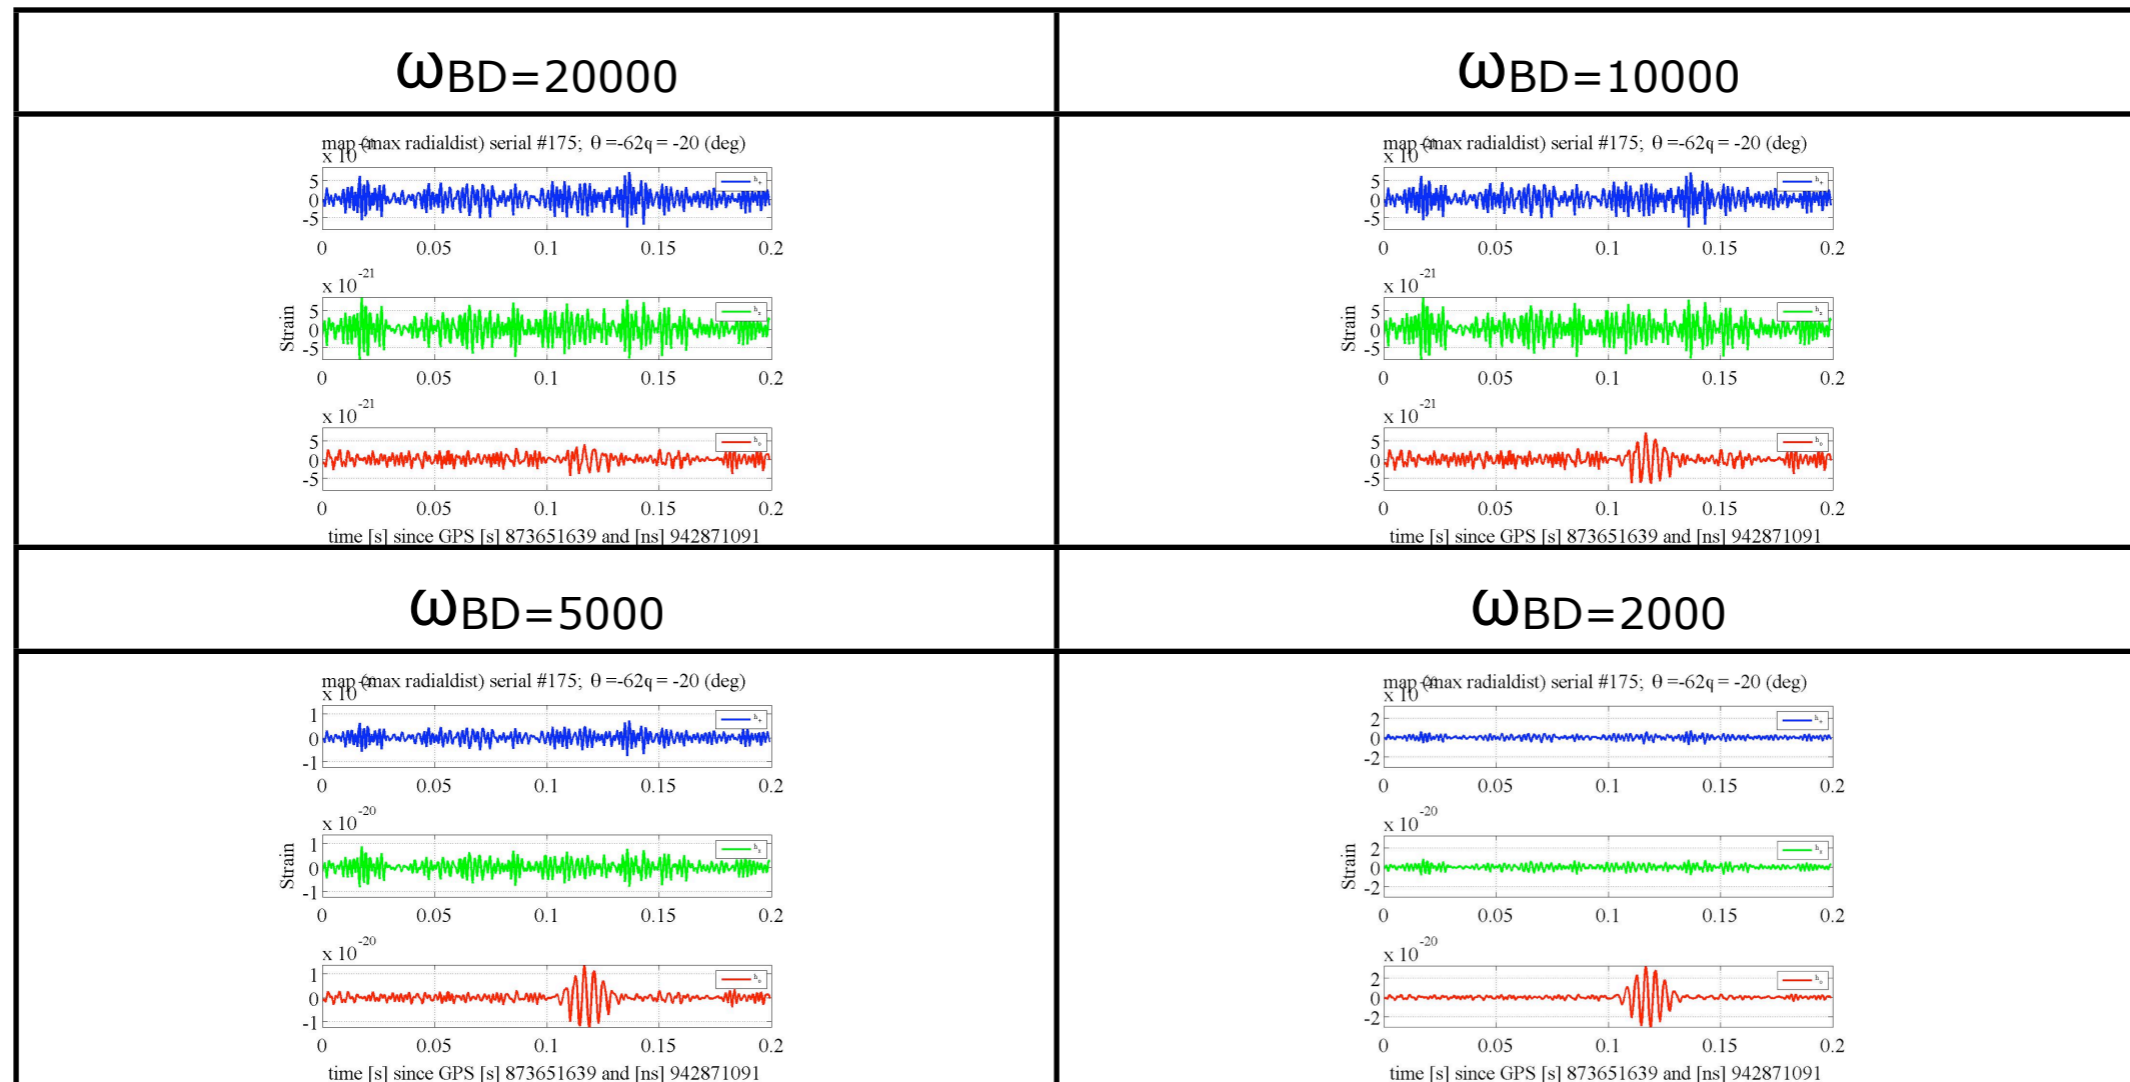 ωBD=20000
ωBD=10000
map (max radialdist) serial #175; θ =-62q = -20 (deg)
x 10
5
0
-5
h+
0 0.05 0.1 0.15 0.2
x 10-21
Strain
5
0
-5
0 0.05 0.1 0.15 0.2
x 10-21
5
0
-5
0 0.05 0.1 0.15 0.2
time [s] since GPS [s] 873651639 and [ns] 942871091
map (max radialdist) serial #175; θ =-62q = -20 (deg)
x 10
5
0
-5
h+
0 0.05 0.1 0.15 0.2
x 10-21
Strain
5
0
-5
0 0.05 0.1 0.15 0.2
x 10-21
5
0
-5
0 0.05 0.1 0.15 0.2
time [s] since GPS [s] 873651639 and [ns] 942871091
ωBD=5000
ωBD=2000
map (max radialdist) serial #175; θ =-62q = -20 (deg)
x 10
1
0
-1
h+
0 0.05 0.1 0.15 0.2
x 10-20
Strain
1
0
-1
0 0.05 0.1 0.15 0.2
x 10-20
1
0
-1
0 0.05 0.1 0.15 0.2
time [s] since GPS [s] 873651639 and [ns] 942871091
map (max radialdist) serial #175; θ =-62q = -20 (deg)
x 10
2
0
-2
h+
0 0.05 0.1 0.15 0.2
x 10-20
Strain
2
0
-2
0 0.05 0.1 0.15 0.2
x 10-20
2
0
-2
0 0.05 0.1 0.15 0.2
time [s] since GPS [s] 873651639 and [ns] 942871091